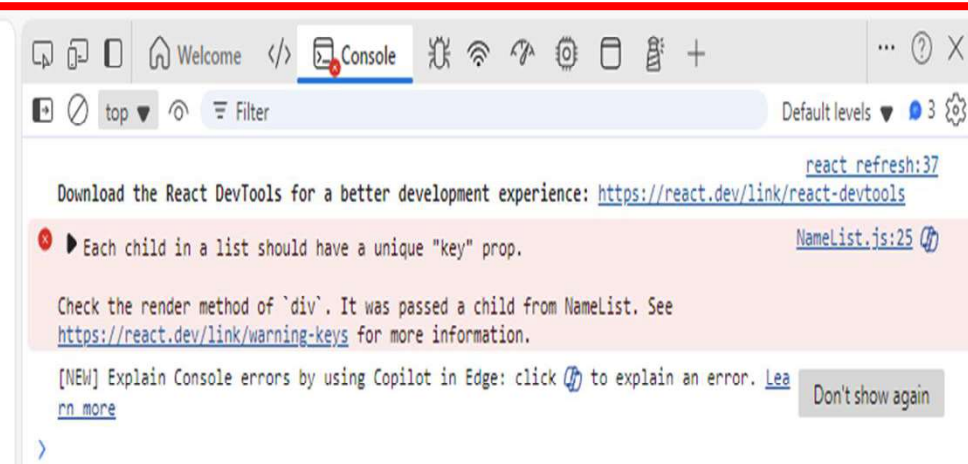 Welcome </> Console
top ▼ Filter Default levels ▼ 3
react refresh:37
Download the React DevTools for a better development experience: https://react.dev/link/react-devtools
▶ Each child in a list should have a unique "key" prop. NameList.js:25
Check the render method of `div`. It was passed a child from NameList. See
https://react.dev/link/warning-keys for more information.
[NEW] Explain Console errors by using Copilot in Edge: click to explain an error. Lea
rn more
Don't show again